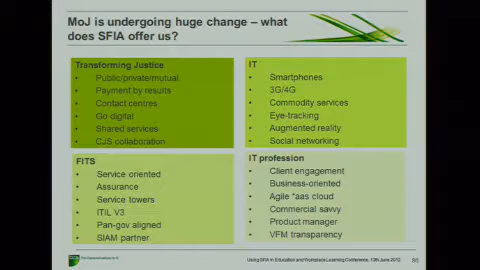 MoJ is undergoing huge change – what
does SFIA offer us?
Transforming Justice
• Public/private/mutual
• Payment by results
• Contact centres
• Go digital
• Shared services
• CJS collaboration
IT
• Smartphones
• 3G/4G
• Commodity services
• Eye-tracking
• Augmented reality
• Social networking
FITS
• Service oriented
• Assurance
• Service towers
• ITIL V3
• Pan-gov aligned
• SIAM partner
IT profession
• Client engagement
• Business-oriented
• Agile *aas cloud
• Commercial savvy
• Product manager
• VFM transparency
Using SFIA in Education and Workplace Learning Conference, 13th June 2012